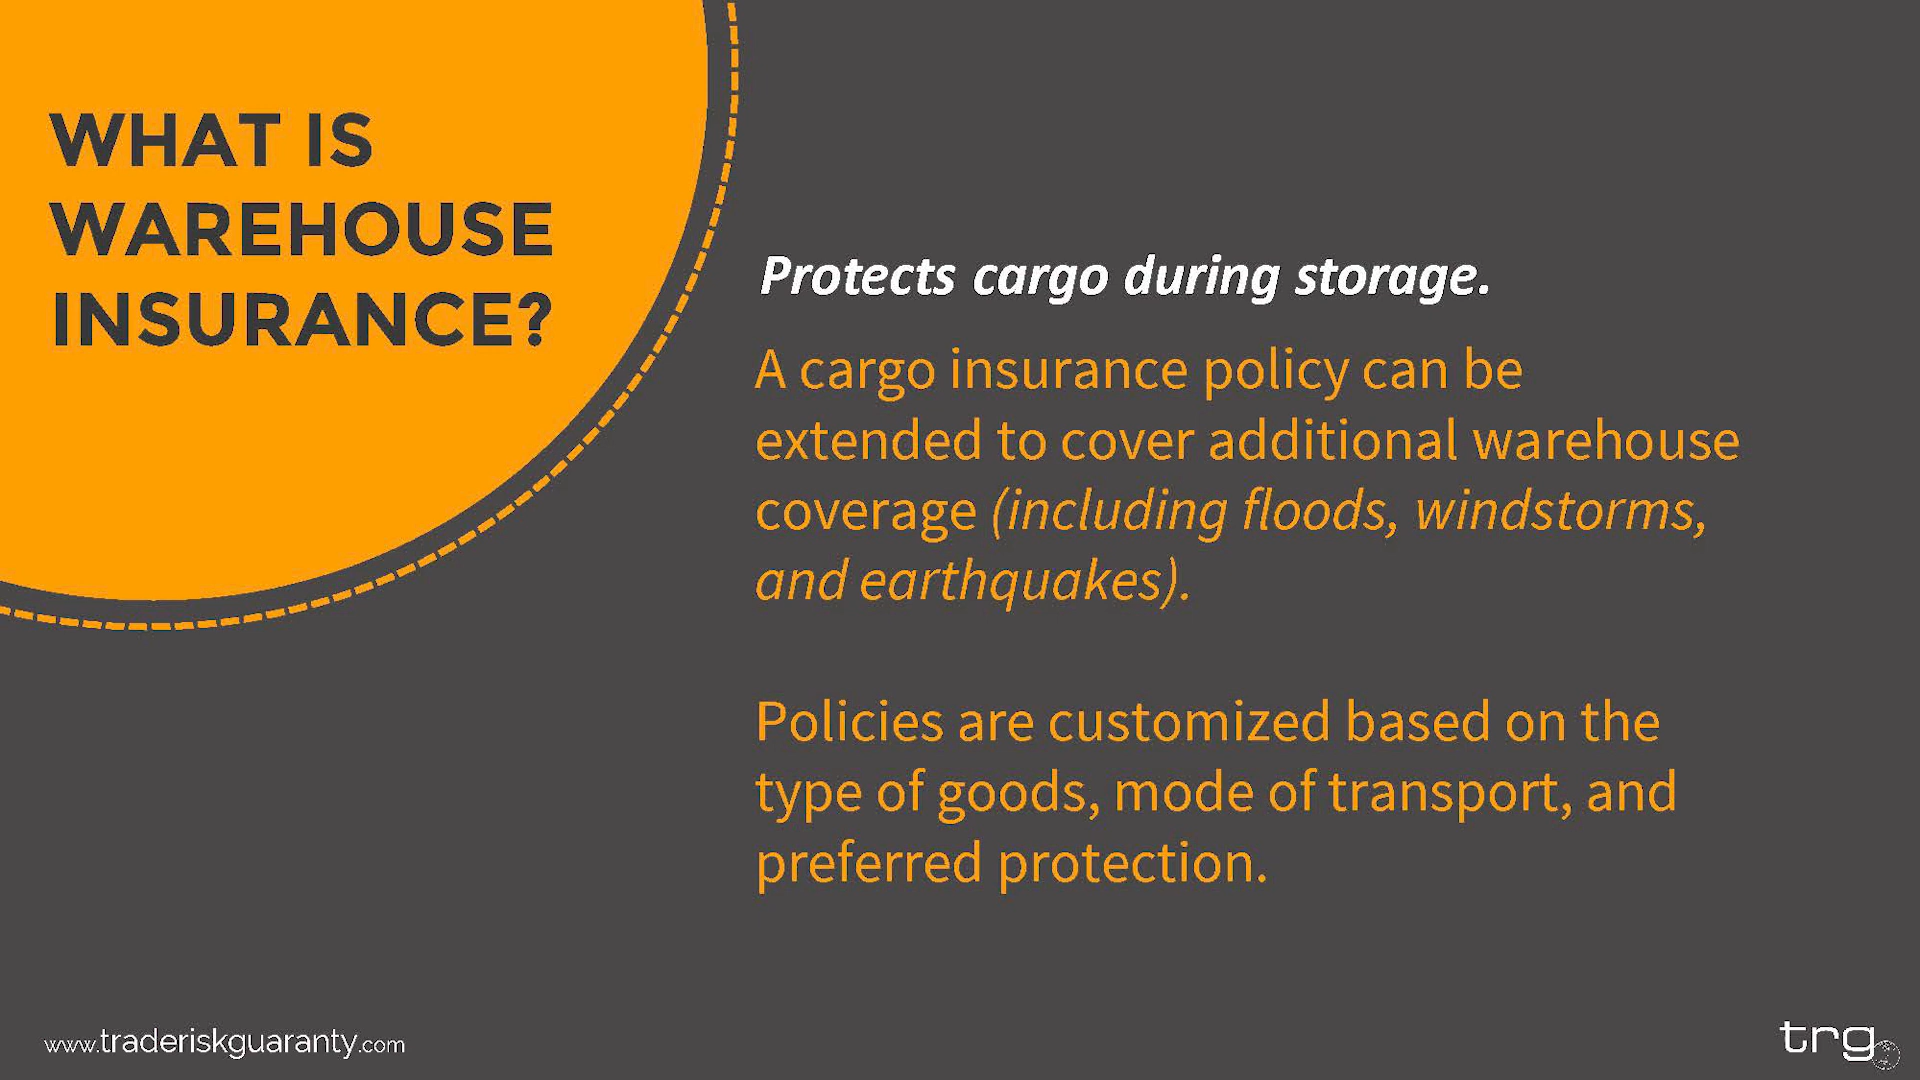 WHAT IS
WAREHOUSE
INSURANCE?
Protects cargo during storage.
A cargo insurance policy can be
extended to cover additional warehouse
coverage (including floods, windstorms,
and earthquakes).
Policies are customized based on the
type of goods, mode of transport, and
preferred protection.
www.traderiskguaranty.com
trg